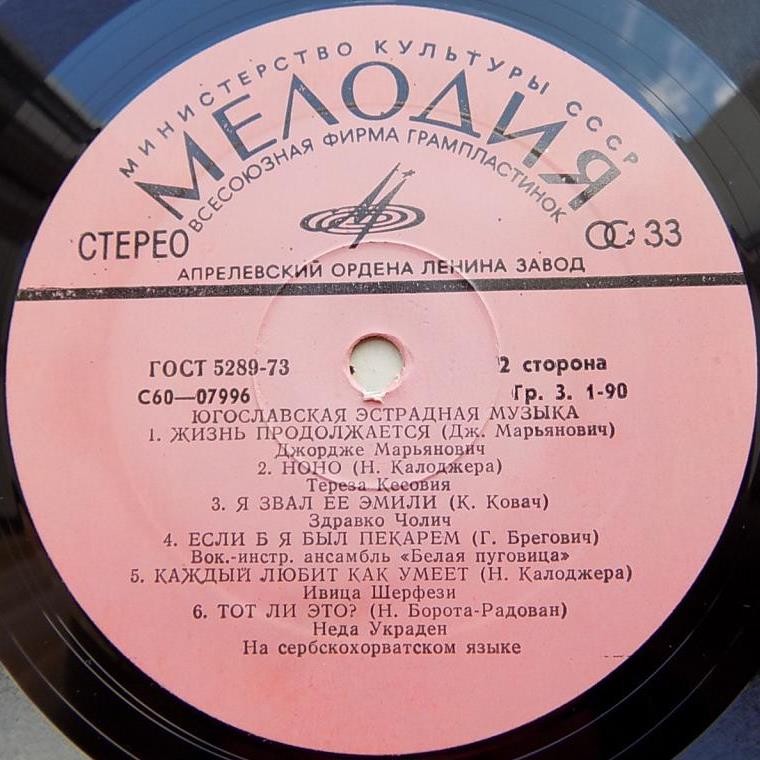 МИНИСТЕРСТВО КУЛЬТУРЫ СССР
МЕЛОДИЯ
ВСЕСОЮЗНАЯ ФИРМА ГРАМПЛАСТИНОК
СТЕРЕО
33
АПРЕЛЕВСКИЙ ОРДЕНА ЛЕНИНА ЗАВОД
ГОСТ 5289-73
2 сторона
С60—07996
Гр. 3. 1-90
ЮГОСЛАВСКАЯ ЭСТРАДНАЯ МУЗЫКА
1. ЖИЗНЬ ПРОДОЛЖАЕТСЯ (Дж. Марьянович)
Джордже Марьянович
2. НОНО (Н. Калоджера)
Тереза Кесовия
3. Я ЗВАЛ ЕЕ ЭМИЛИ (К. Ковач)
Здравко Чолич
4. ЕСЛИ Б Я БЫЛ ПЕКАРЕМ (Г. Брегович)
Вок.-инстр. ансамбль «Белая пуговица»
5. КАЖДЫЙ ЛЮБИТ КАК УМЕЕТ (Н. Калоджера)
Ивица Шерфези
6. ТОТ ЛИ ЭТО? (Н. Борота-Радован)
Неда Украден
На сербскохорватском языке